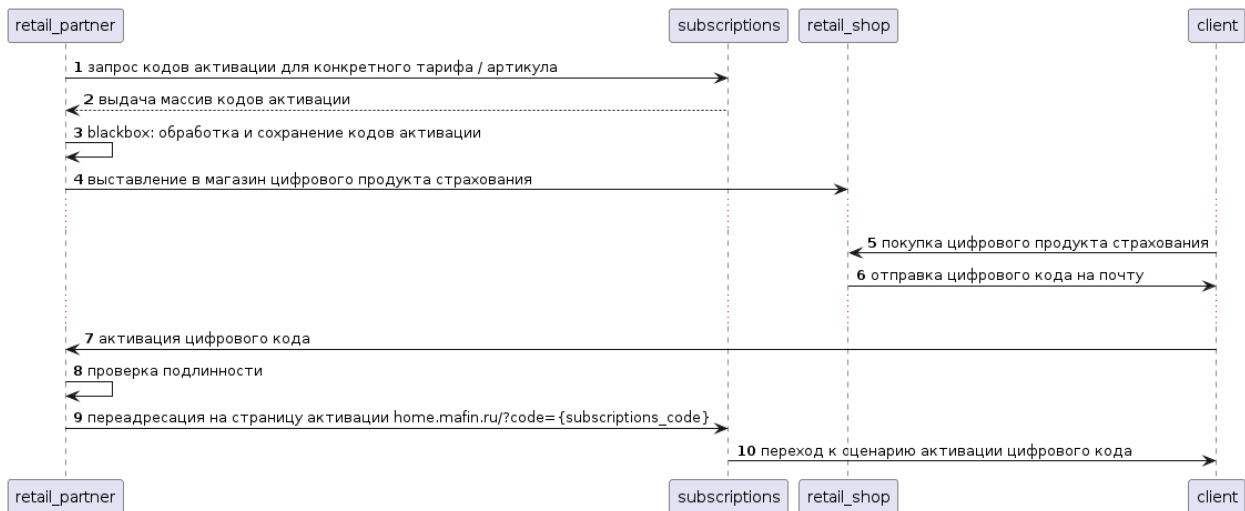 retail_partner subscriptions retail_shop client
1 запрос кодов активации для конкретного тарифа / артикула
2 выдача массив кодов активации
3 blackbox: обработка и сохранение кодов активации
4 выставление в магазин цифрового продукта страхования
5 покупка цифрового продукта страхования
6 отправка цифрового кода на почту
7 активация цифрового кода
8 проверка подлинности
9 переадресация на страницу активации home.mafin.ru/?code={subscriptions_code}
10 переход к сценарию активации цифрового кода
retail_partner subscriptions retail_shop client